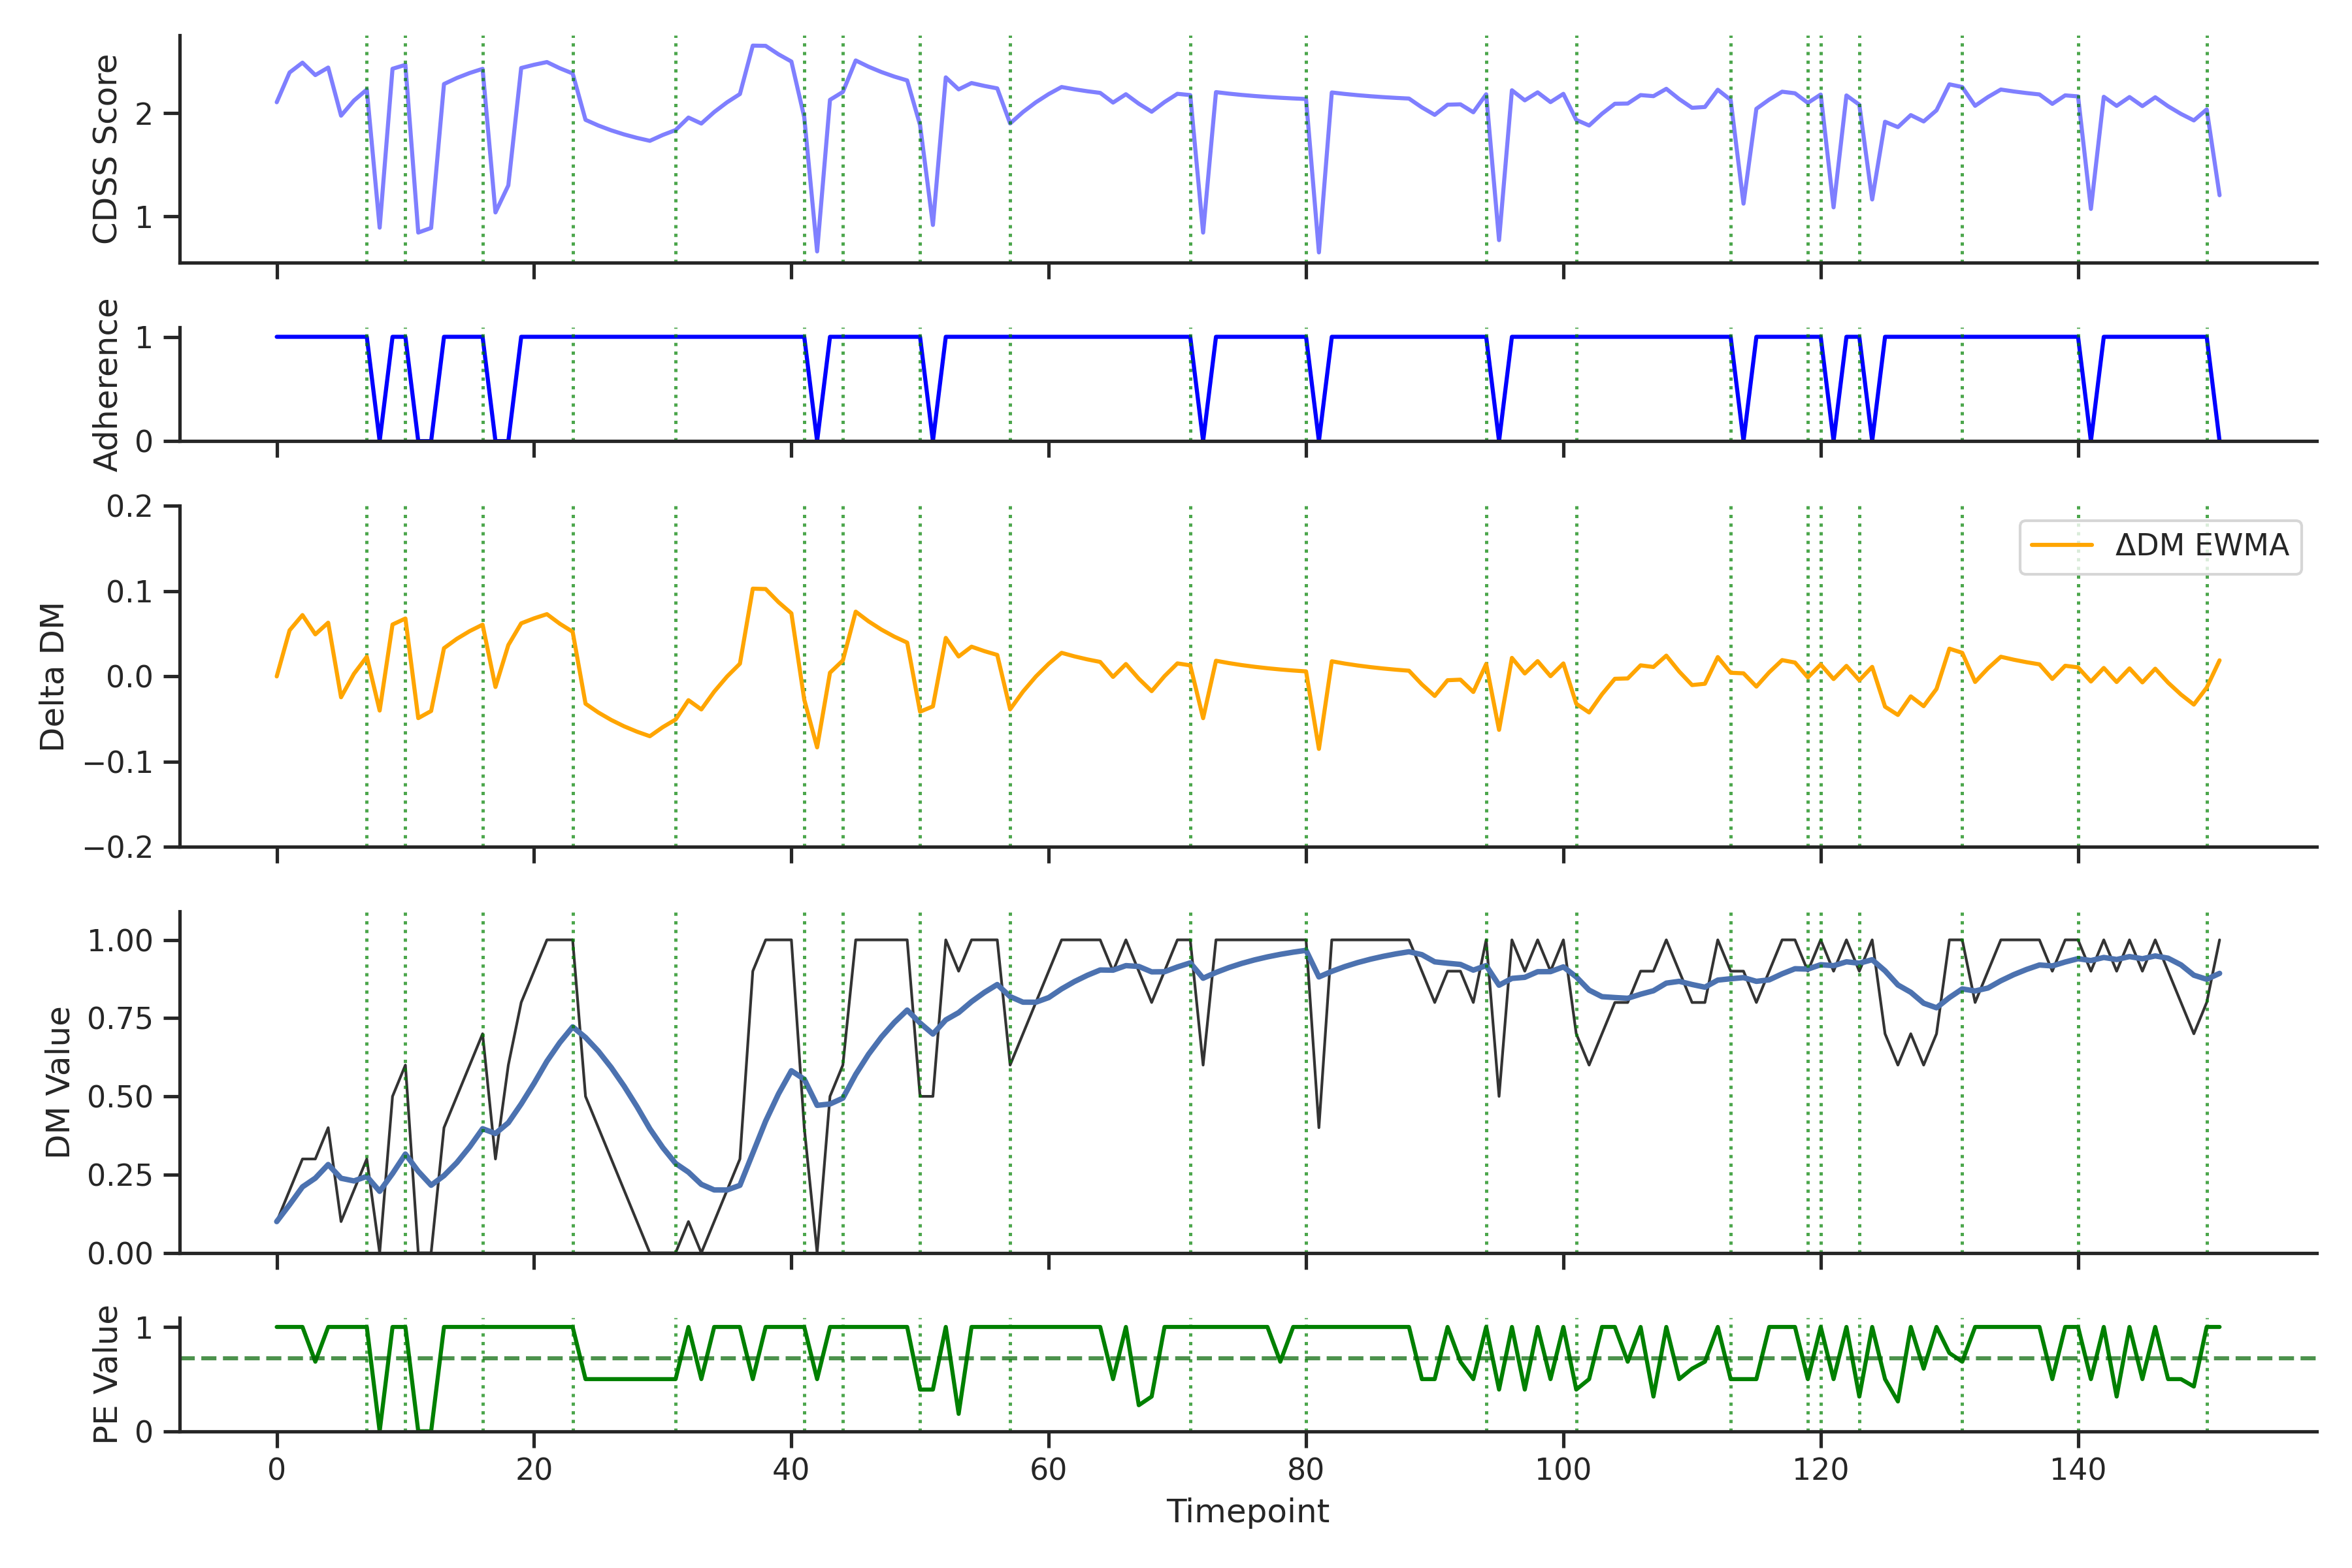 CDSS Score
2
1
Adherence
1
0
Delta DM
0.2
0.1
0.0
−0.1
−0.2
ΔDM EWMA
DM Value
1.00
0.75
0.50
0.25
0.00
PE Value
1
0
0 20 40 60 80 100 120 140
Timepoint